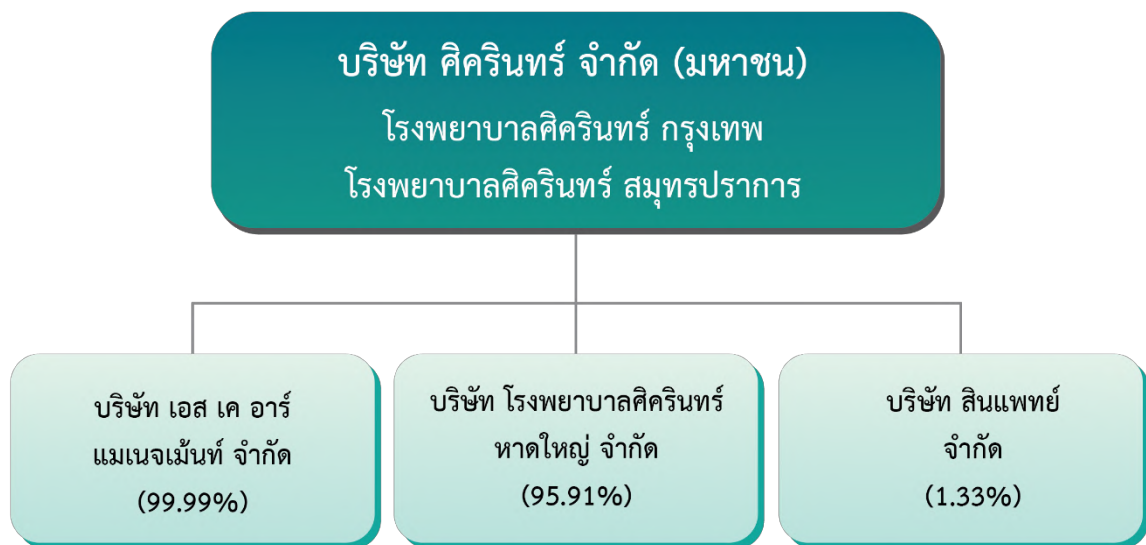 บริษัท ศิครินทร์ จำกัด (มหาชน)
โรงพยาบาลศิครินทร์ กรุงเทพ
โรงพยาบาลศิครินทร์ สมุทรปราการ
บริษัท เอส เค อาร์
แมเนจเม้นท์ จำกัด
(99.99%)
บริษัท โรงพยาบาลศิครินทร์
หาดใหญ่ จำกัด
(95.91%)
บริษัท สินแพทย์
จำกัด
(1.33%)